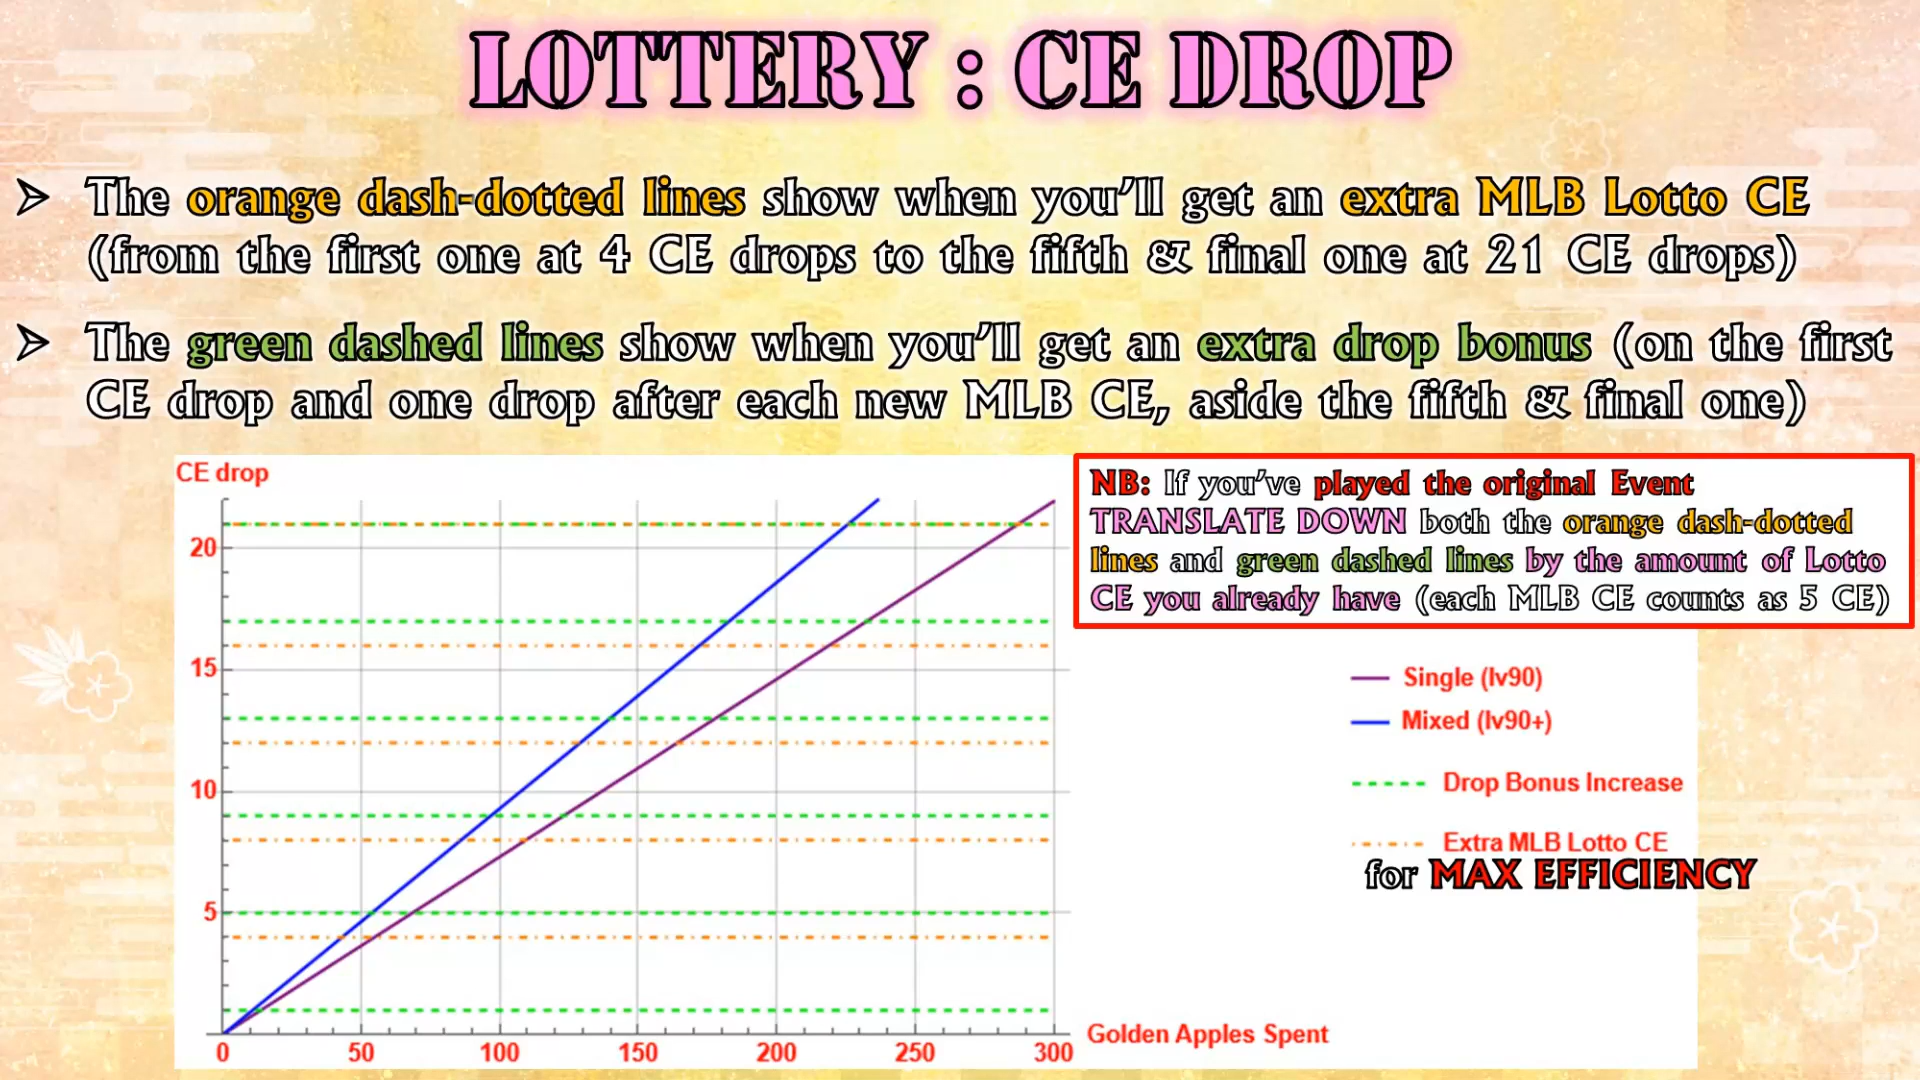 LOTTERY : CE DROP
The orange dash-dotted lines show when you'll get an extra MLB Lotto CE
(from the first one at 4 CE drops to the fifth & final one at 21 CE drops)
The green dashed lines show when you'll get an extra drop bonus (on the first
CE drop and one drop after each new MLB CE, aside the fifth & final one)
CE drop
NB: If you've played the original Event
TRANSLATE DOWN both the orange dash-dotted
lines and green dashed lines by the amount of Lotto
CE you already have (each MLB CE counts as 5 CE)
20
15
10
5
Single (lv90)
Mixed (lv90+)
Drop Bonus Increase
Extra MLB Lotto CE
for MAX EFFICIENCY
Golden Apples Spent
0 50 100 150 200 250 300